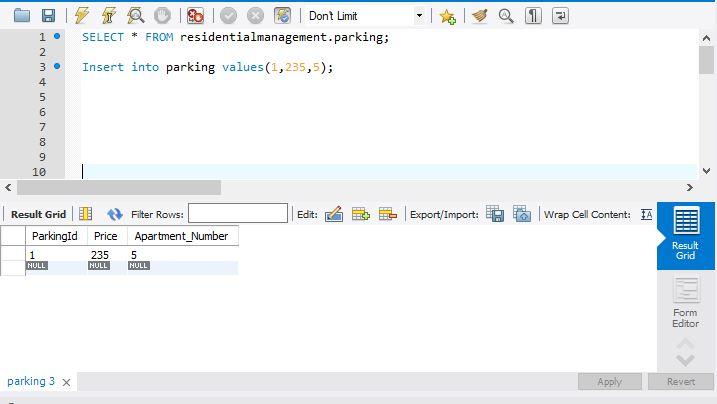 Don't Limit
1 SELECT * FROM residentialmanagement.parking;
2
3 Insert into parking values(1,235,5);
4
5
6
7
8
9
10
Result Grid Filter Rows: Edit: Export/Import: Wrap Cell Content: IA
ParkingId Price Apartment_Number
1 235 5
NULL NULL NULL
Result
Grid
Form
Editor
parking 3 × Apply Revert